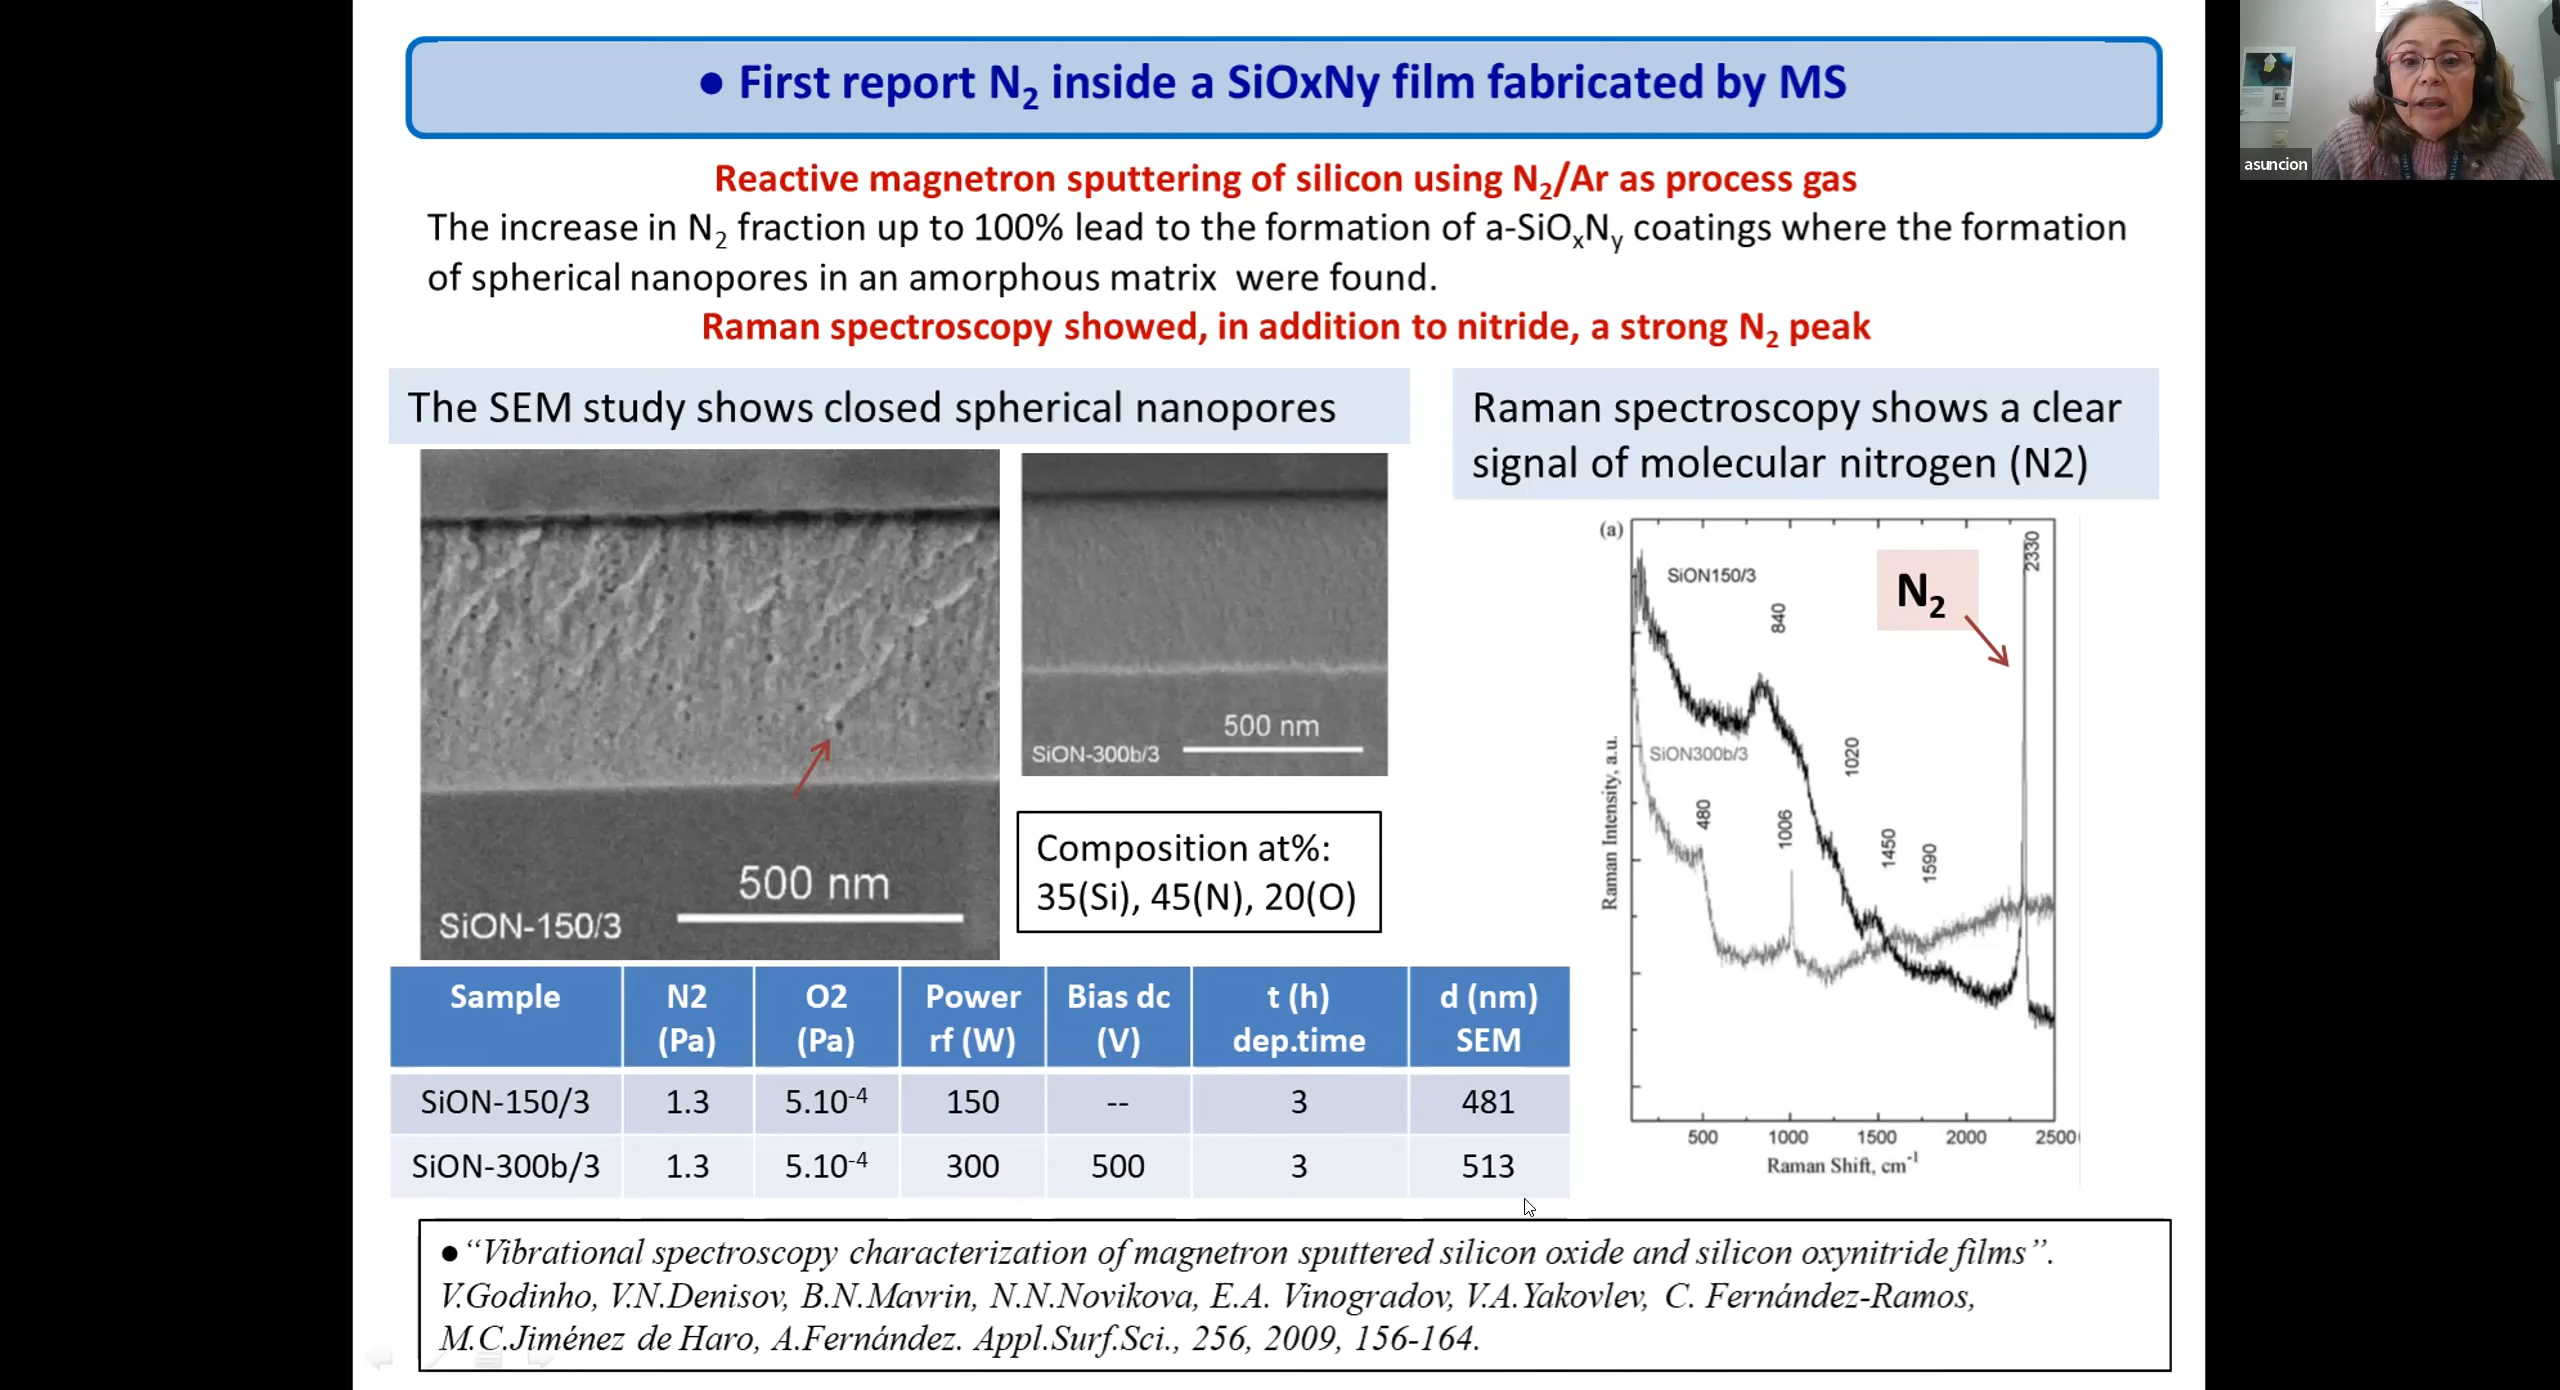 ● First report N2 inside a SiOxNy film fabricated by MS
asuncion
Reactive magnetron sputtering of silicon using N2/Ar as process gas
The increase in N2 fraction up to 100% lead to the formation of a-SiOxNy coatings where the formation
of spherical nanopores in an amorphous matrix were found.
Raman spectroscopy showed, in addition to nitride, a strong N2 peak
The SEM study shows closed spherical nanopores
500 nm
SiON-150/3
500 nm
SiON-300b/3
Composition at%:
35(Si), 45(N), 20(O)
Raman spectroscopy shows a clear
signal of molecular nitrogen (N2)
(a)
SiON150/3
840
N2
2330
SiON300b/3
1020
480
1006
1450
1590
Raman Intensity, a.u.
500 1000 1500 2000 2500
Raman Shift, cm-1
Sample N2 (Pa) O2 (Pa) Power rf (W) Bias dc (V) t (h) dep.time d (nm) SEM
SiON-150/3 1.3 5.10-4 150 -- 3 481
SiON-300b/3 1.3 5.10-4 300 500 3 513
● “Vibrational spectroscopy characterization of magnetron sputtered silicon oxide and silicon oxynitride films”.
V.Godinho, V.N.Denisov, B.N.Mavrin, N.N.Novikova, E.A. Vinogradov, V.A.Yakovlev, C. Fernández-Ramos,
M.C.Jiménez de Haro, A.Fernández. Appl.Surf.Sci., 256, 2009, 156-164.